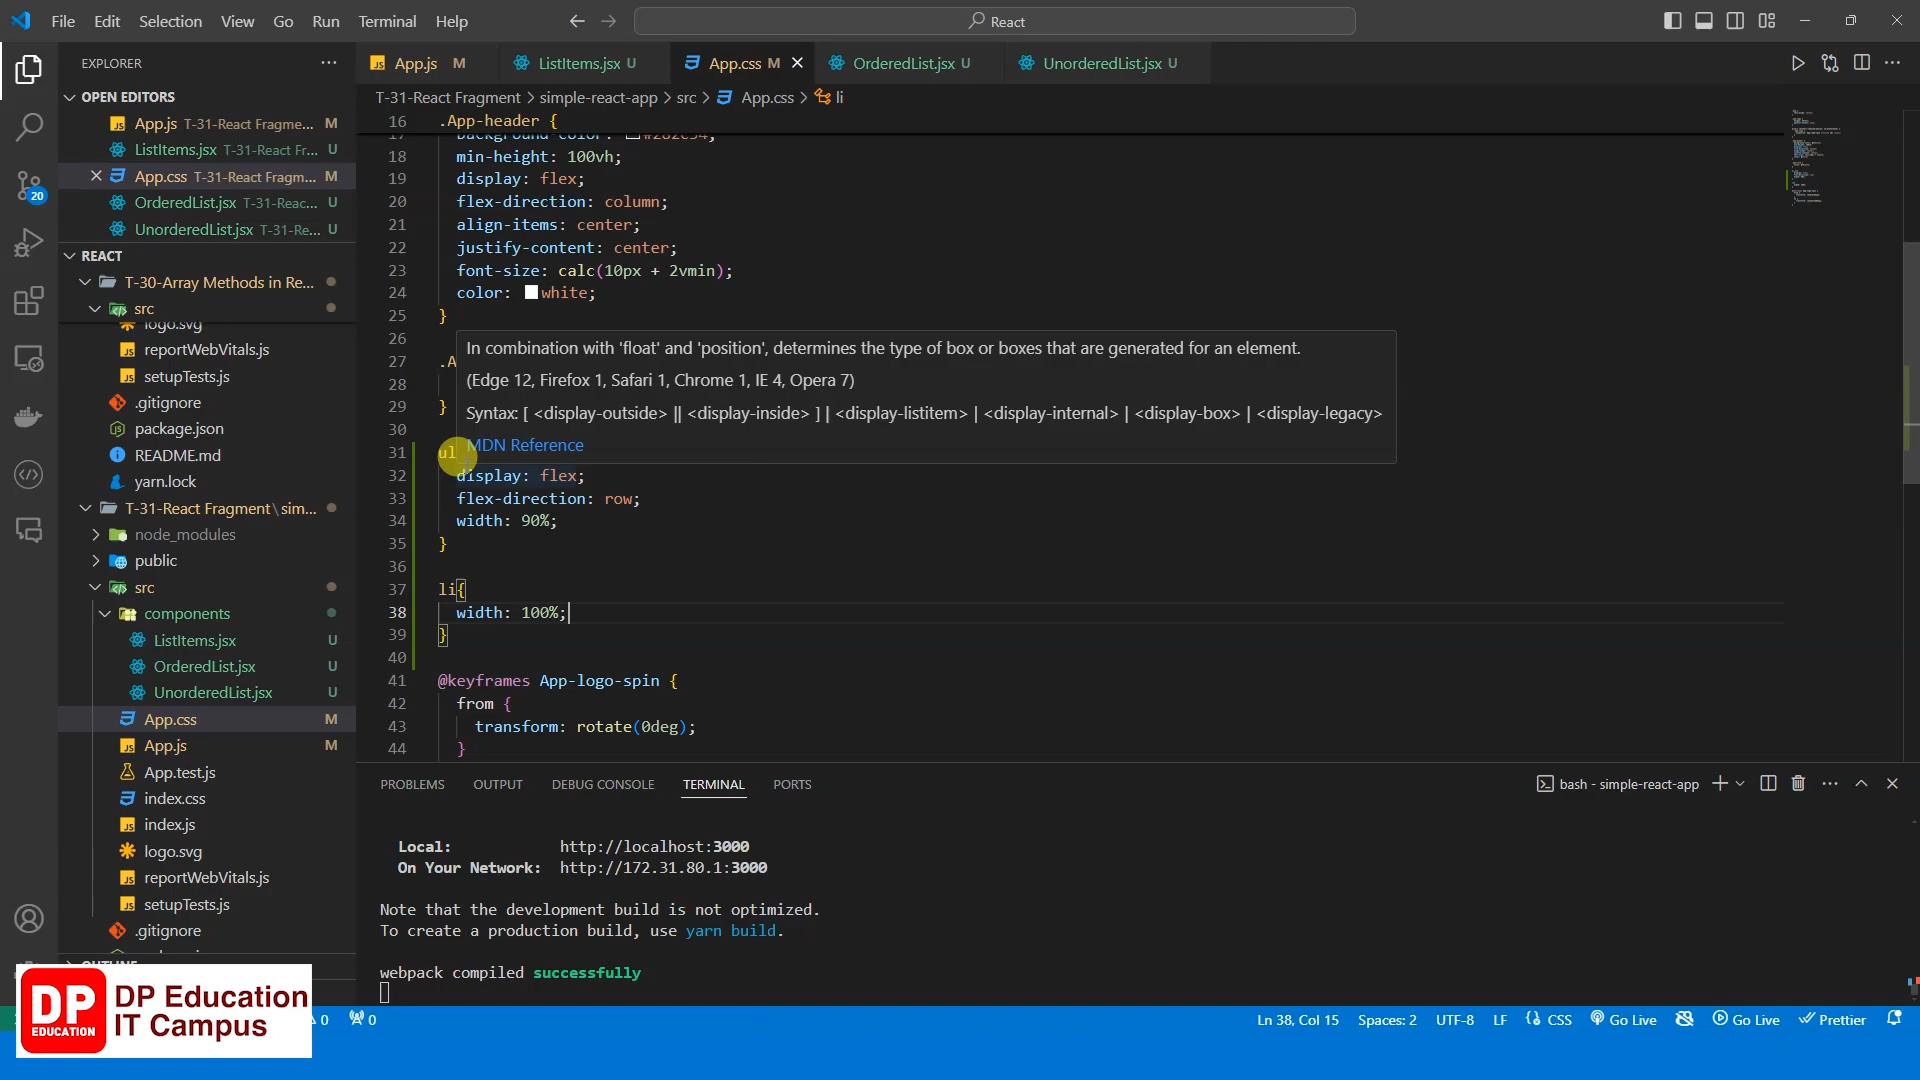 File Edit Selection View Go Run Terminal Help
React
EXPLORER
OPEN EDITORS
App.js T-31-React Fragme... M
ListItems.jsx T-31-React Fr... U
App.css T-31-React Fragm... M
OrderedList.jsx T-31-Reac... U
UnorderedList.jsx T-31-Re... U
20
REACT
T-30-Array Methods in Re...
src
logo.svg
reportWebVitals.js
setupTests.js
.gitignore
package.json
README.md
yarn.lock
T-31-React Fragment\sim...
node_modules
public
src
components
ListItems.jsx U
OrderedList.jsx U
UnorderedList.jsx U
App.css M
App.js M
App.test.js
index.css
index.js
logo.svg
reportWebVitals.js
setupTests.js
.gitignore
OUTLINE
App.js M ListItems.jsx U App.css M OrderedList.jsx U UnorderedList.jsx U
T-31-React Fragment > simple-react-app > src > App.css > li
16 .App-header {
17 background-color: #282c34;
18 min-height: 100vh;
19 display: flex;
20 flex-direction: column;
21 align-items: center;
22 justify-content: center;
23 font-size: calc(10px + 2vmin);
24 color: white;
25 }
26
27 .A
28
29 }
30
In combination with 'float' and 'position', determines the type of box or boxes that are generated for an element.
(Edge 12, Firefox 1, Safari 1, Chrome 1, IE 4, Opera 7)
Syntax: [ <display-outside> || <display-inside> ] | <display-listitem> | <display-internal> | <display-box> | <display-legacy>
MDN Reference
31 ul
32 display: flex;
33 flex-direction: row;
34 width: 90%;
35 }
36
37 li{
38 width: 100%;
39 }
40
41 @keyframes App-logo-spin {
42 from {
43 transform: rotate(0deg);
44 }
PROBLEMS OUTPUT DEBUG CONSOLE TERMINAL PORTS
bash - simple-react-app
Local: http://localhost:3000
On Your Network: http://172.31.80.1:3000
Note that the development build is not optimized.
To create a production build, use yarn build.
webpack compiled successfully
DP EDUCATION
DP Education
IT Campus
0 0 Ln 38, Col 15 Spaces: 2 UTF-8 LF CSS Go Live Go Live Prettier